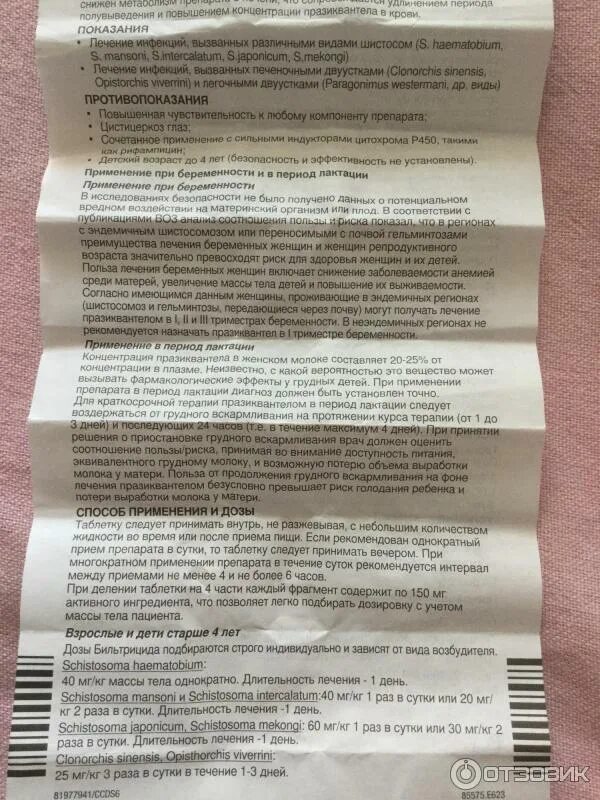 снижен метаболизм препарата в печени, что сопровождается удлинением периода
полувыведения и повышением концентрации празиквантела в крови.
ПОКАЗАНИЯ
• Лечение инфекций, вызванных различными видами шистосом (S. haematobium,
S. mansoni, S.intercalatum, S.japonicum, S.mekongi)
• Лечение инфекций, вызванных печеночными двуустками (Clonorchis sinensis,
Opistorchis viverrini) и легочными двуустками (Paragonimus westermani, др. виды)
ПРОТИВОПОКАЗАНИЯ
• Повышенная чувствительность к любому компоненту препарата;
• Цистицеркоз глаз;
• Сочетанное применение с сильными индукторами цитохрома Р450, такими
как рифампицин;
• Детский возраст до 4 лет (безопасность и эффективность не установлены).
Применение при беременности и в период лактации
Применение при беременности
В исследованиях безопасности не было получено данных о потенциальном
вредном воздействии на материнский организм или плод. В соответствии с
публикациями ВОЗ анализ соотношения пользы и риска показал, что в регионах
с эндемичным шистосомозом или переносимыми с почвой гельминтозами
преимущества лечения беременных женщин и женщин репродуктивного
возраста значительно превосходят риск для здоровья женщин и их детей.
Польза лечения беременных женщин включает снижение заболеваемости анемией
среди матерей, увеличение массы тела детей и повышение их выживаемости.
Согласно имеющимся данным женщины, проживающие в эндемичных регионах
(шистосомоз и гельминтозы, передающиеся через почву) могут получать лечение
празиквантелом в I, II и III триместрах беременности. В неэндемичных регионах не
рекомендуется назначать празиквантел в I триместре беременности.
Применение в период лактации
Концентрация празиквантела в женском молоке составляет 20-25% от
концентрации в плазме. Неизвестно, с какой вероятностью это вещество может
вызывать фармакологические эффекты у грудных детей. При применении
препарата в период лактации диагноз должен быть установлен точно.
Для краткосрочной терапии празиквантелом в период лактации следует
воздержаться от грудного вскармливания на протяжении курса терапии (от 1 до
3 дней) и последующих 24 часов (т.е. в течение максимум 4 дней). При принятии
решения о приостановке грудного вскармливания врач должен оценить
соотношение пользы/риска, принимая во внимание доступность питания,
эквивалентного грудному молоку, и возможную потерю объема выработки
молока у матери. Польза от продолжения грудного вскармливания на фоне
лечения празиквантелом безусловно превышает риск голодания ребенка и
потери выработки молока у матери.
СПОСОБ ПРИМЕНЕНИЯ И ДОЗЫ
Таблетку следует принимать внутрь, не разжевывая, с небольшим количеством
жидкости во время или после приема пищи. Если рекомендован однократный
прием препарата в сутки, то таблетку следует принимать вечером. При
многократном применении препарата в течение суток рекомендуется интервал
между приемами не менее 4 и не более 6 часов.
При делении таблетки на 4 части каждый фрагмент содержит по 150 мг
активного ингредиента, что позволяет легко подбирать дозировку с учетом
массы тела пациента.
Взрослые и дети старше 4 лет
Дозы Бильтрицида подбираются строго индивидуально и зависят от вида возбудителя.
Schistosoma haematobium:
40 мг/кг массы тела однократно. Длительность лечения - 1 день.
Schistosoma mansoni и Schistosoma intercalatum:40 мг/кг 1 раз в сутки или 20 мг/
кг 2 раза в сутки. Длительность лечения -1 день.
Schistosoma japonicum, Schistosoma mekongi: 60 мг/кг 1 раз в сутки или 30 мг/кг 2
раза в сутки. Длительность лечения -1 день.
Clonorchis sinensis, Opisthorchis viverrini:
25 мг/кг 3 раза в сутки в течение 1-3 дней.
81977941/CCDS6 85575.E623
ОТЗОВИК